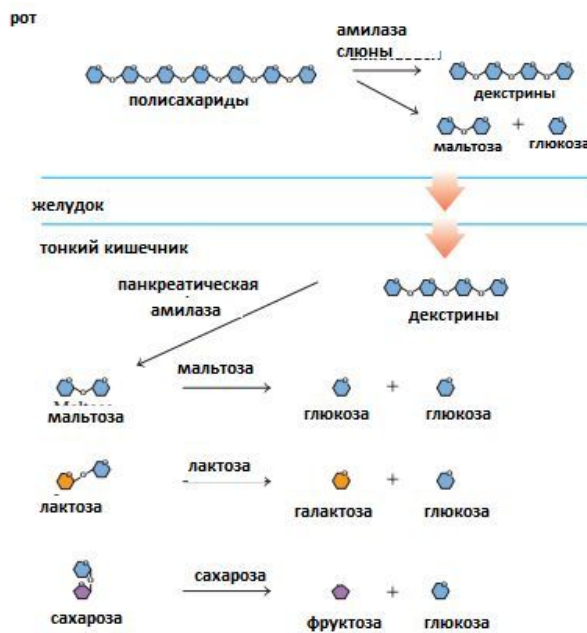 рот
амилаза
слюны
полисахариды
декстрины
+
мальтоза
глюкоза
желудок
тонкий кишечник
панкреатическая
амилаза
декстрины
мальтоза
+
мальтоза
глюкоза
глюкоза
лактоза
+
лактоза
галактоза
глюкоза
сахароза
+
сахароза
фруктоза
глюкоза